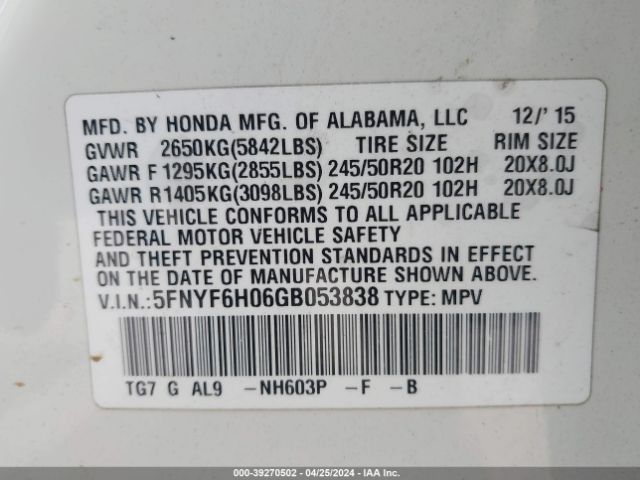 MFD. BY HONDA MFG. OF ALABAMA, LLC 12/' 15
GVWR 2650KG(5842LBS) TIRE SIZE RIM SIZE
GAWR F 1295KG(2855LBS) 245/50R20 102H 20X8.0J
GAWR R1405KG(3098LBS) 245/50R20 102H 20X8.0J
THIS VEHICLE CONFORMS TO ALL APPLICABLE
FEDERAL MOTOR VEHICLE SAFETY
AND THEFT PREVENTION STANDARDS IN EFFECT
ON THE DATE OF MANUFACTURE SHOWN ABOVE.
V.I.N.:5FNYF6H06GB053838 TYPE: MPV
TG7 G AL9 -NH603P -F -B
000-39270502 - 04/25/2024 - IAAI.COM